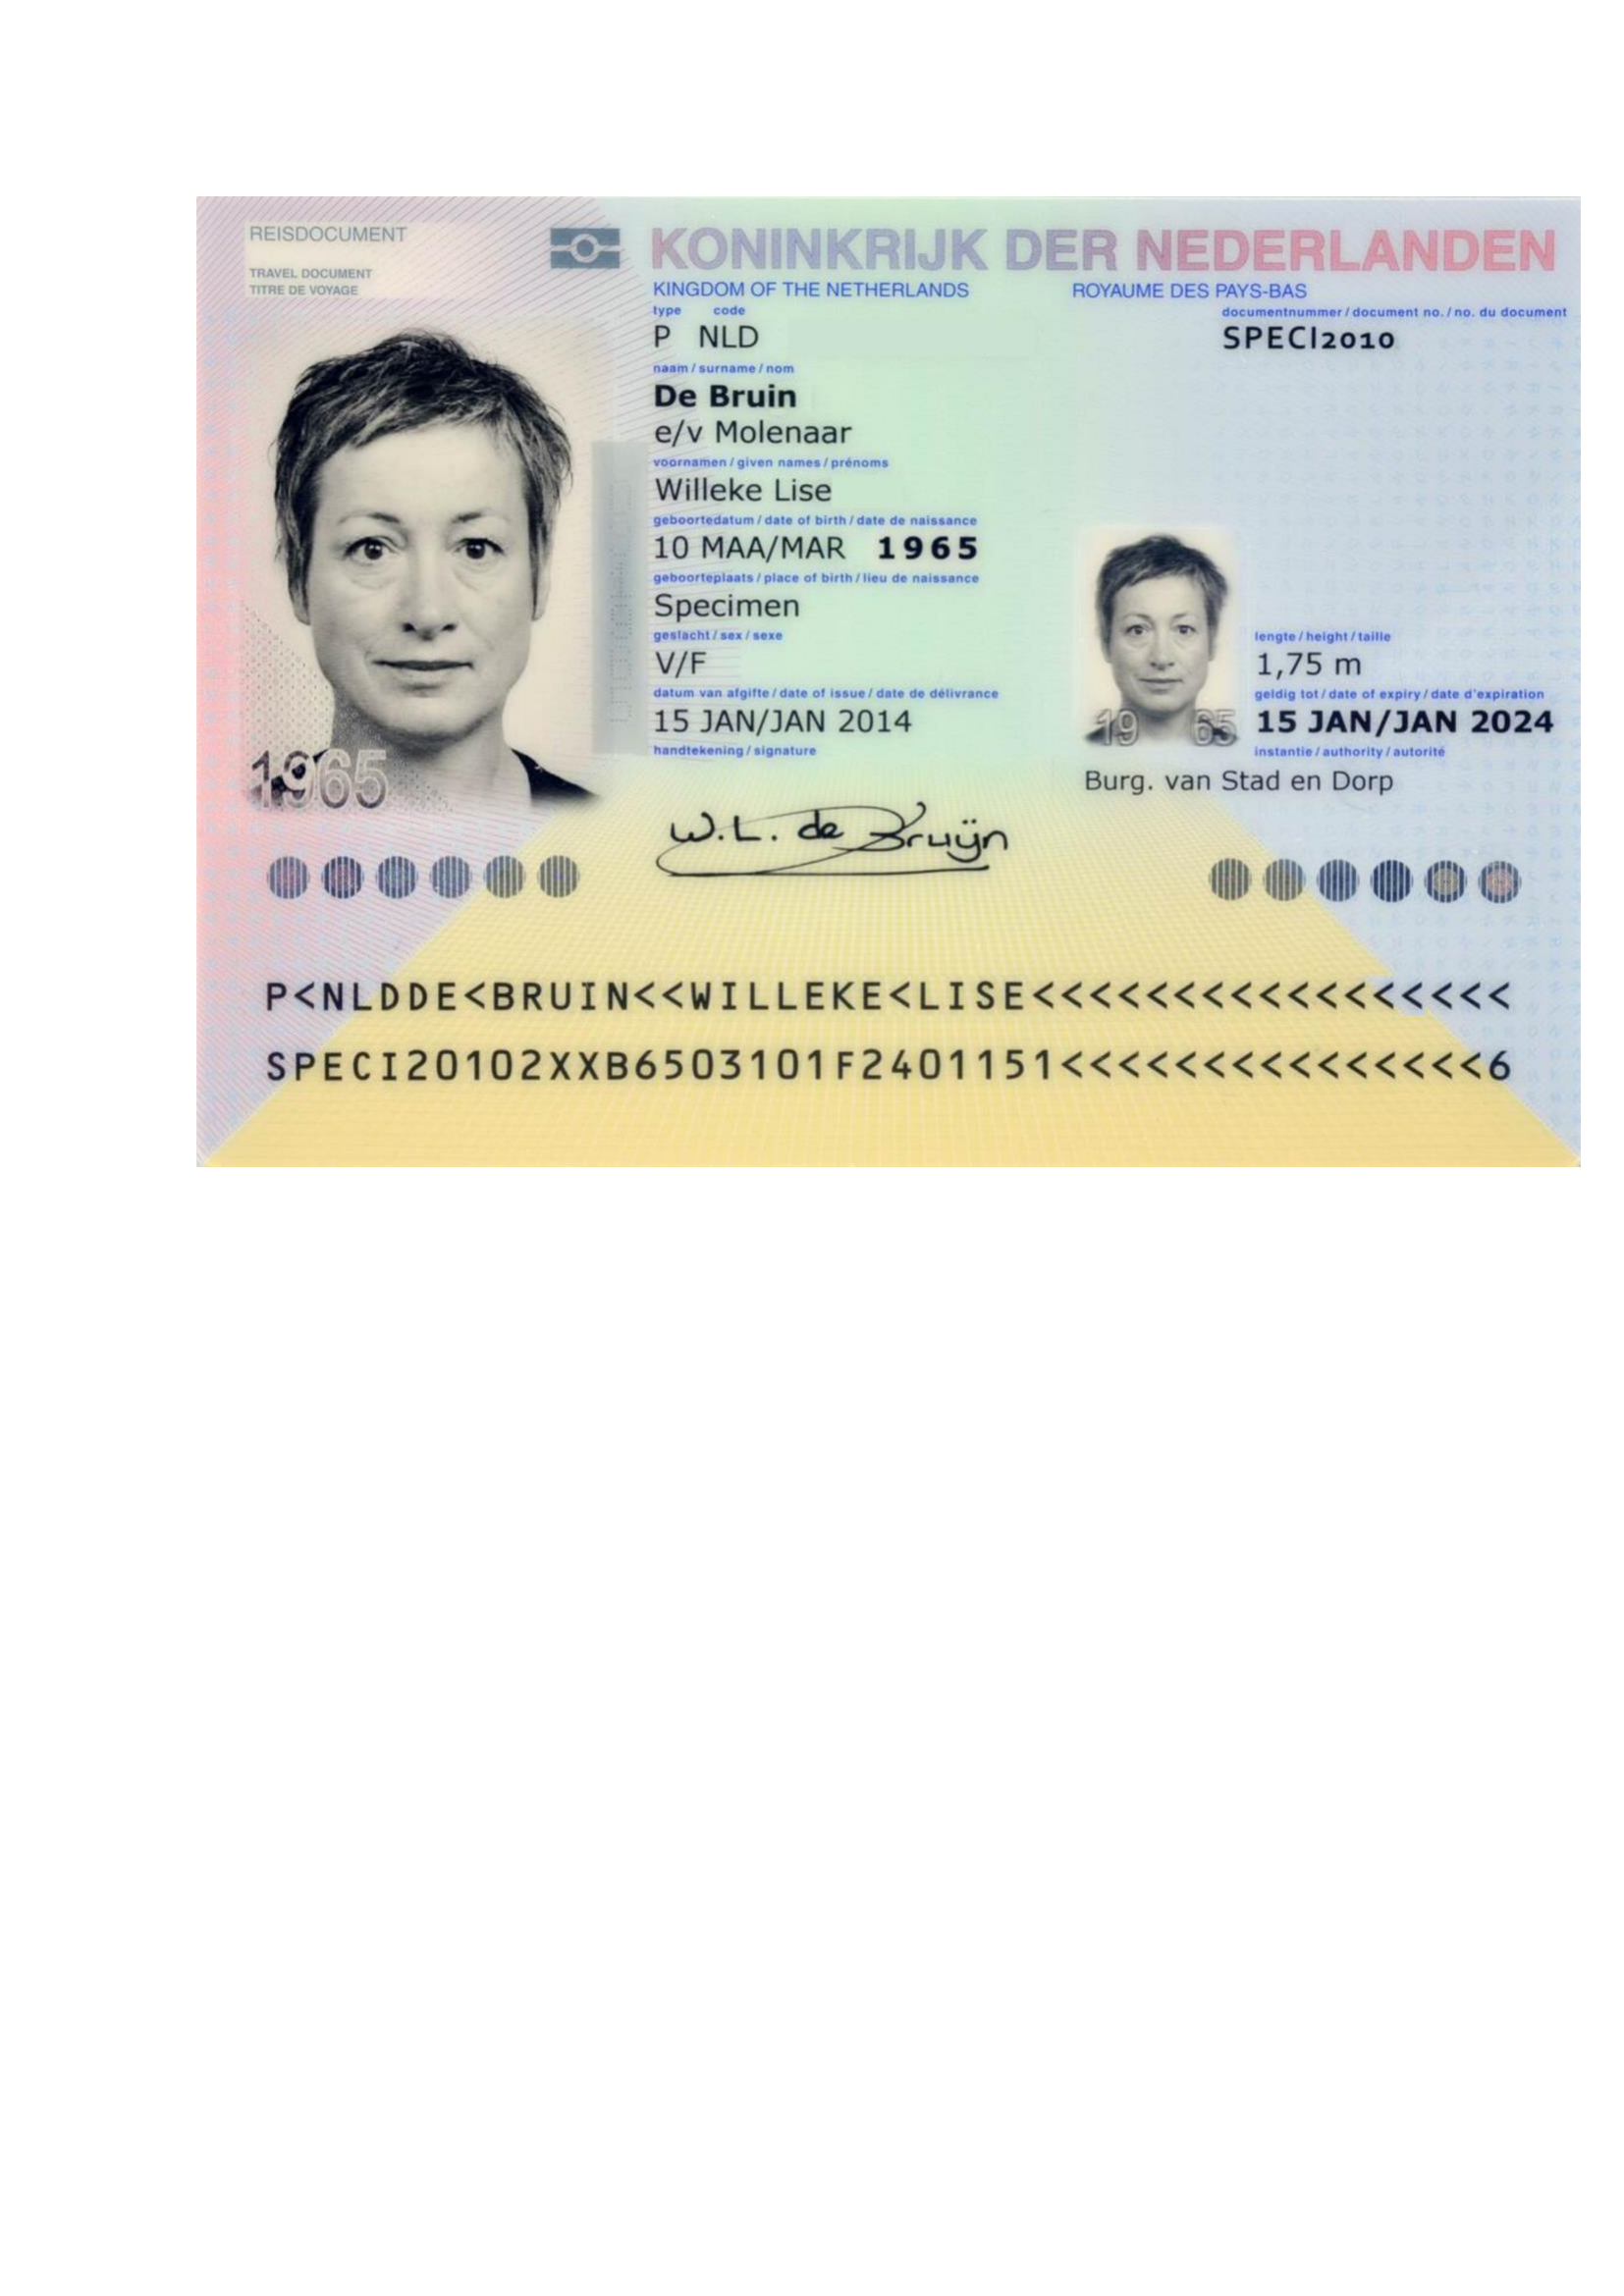 REISDOCUMENT
TRAVEL DOCUMENT
TITRE DE VOYAGE
KONINKRIJK DER NEDERLANDEN
KINGDOM OF THE NETHERLANDS ROYAUME DES PAYS-BAS
type code documentnummer / document no. / no. du document
P NLD SPECI2010
naam / surname / nom
De Bruin
e/v Molenaar
voornamen / given names / prénoms
Willeke Lise
geboortedatum / date of birth / date de naissance
10 MAA/MAR 1965
geboorteplaats / place of birth / lieu de naissance
Specimen
geslacht / sex / sexe lengte / height / taille
V/F 1,75 m
datum van afgifte / date of issue / date de délivrance geldig tot / date of expiry / date d'expiration
15 JAN/JAN 2014 15 JAN/JAN 2024
handtekening / signature instantie / authority / autorité
Burg. van Stad en Dorp
1965
19 65
W.L. de Bruijn
P<NLDDE<BRUIN<<WILLEKE<LISE<<<<<<<<<<<<<<<<<
SPECI20102XXB6503101F2401151<<<<<<<<<<<<<<<6